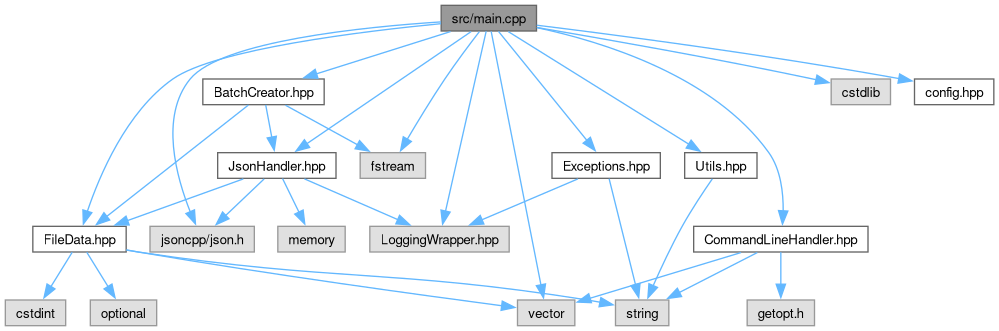 src/main.cpp
BatchCreator.hpp
cstdlib
config.hpp
JsonHandler.hpp
fstream
Exceptions.hpp
Utils.hpp
FileData.hpp
jsoncpp/json.h
memory
LoggingWrapper.hpp
CommandLineHandler.hpp
cstdint
optional
vector
string
getopt.h